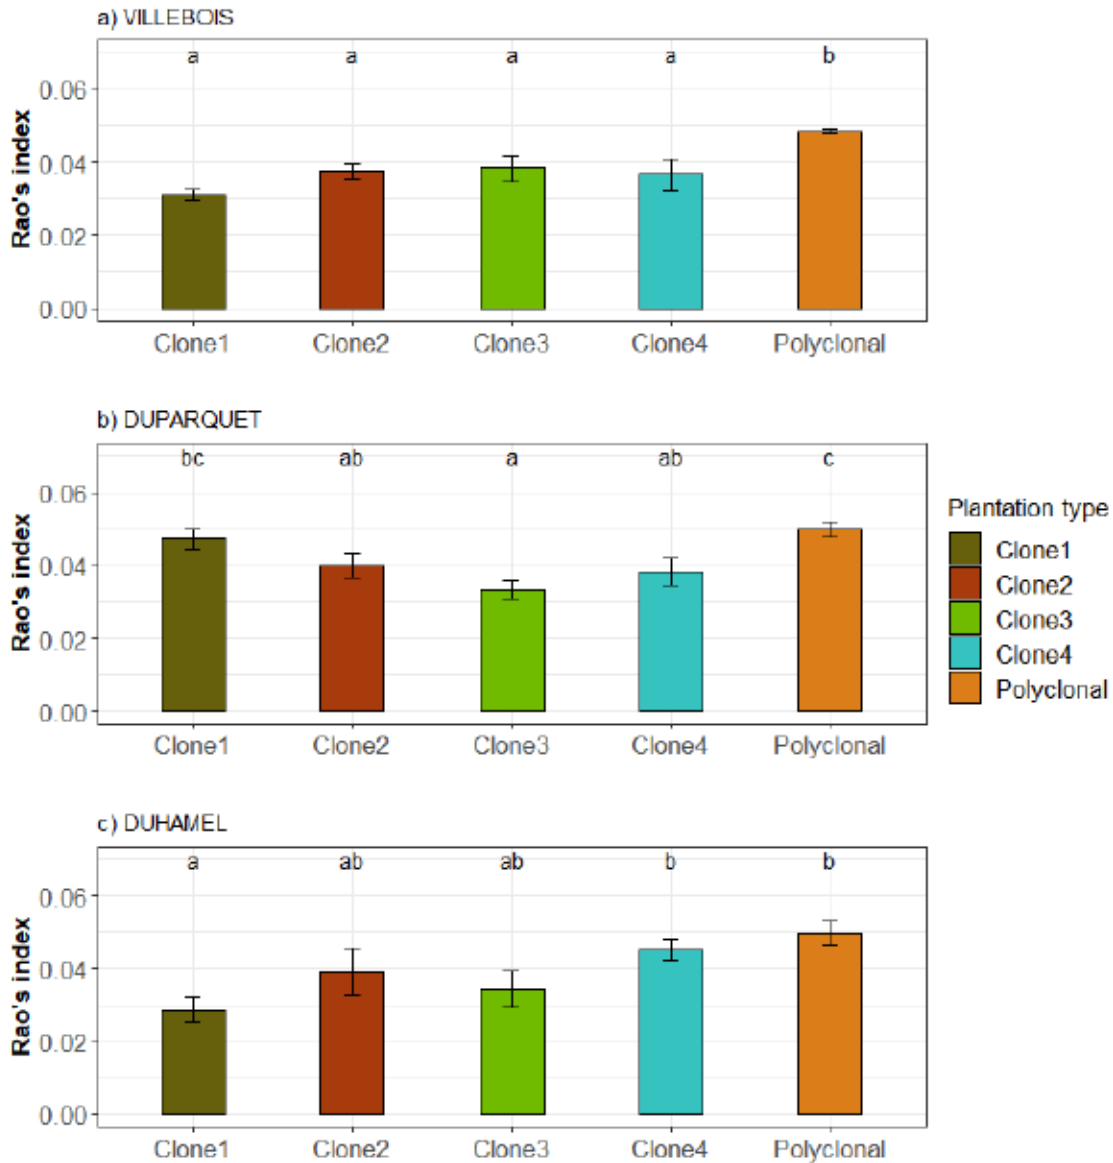 a) VILLEBOIS
a a a a b
Rao's index
0.06
0.04
0.02
0.00
Clone1 Clone2 Clone3 Clone4 Polyclonal
b) DUPARQUET
bc ab a ab c
Rao's index
0.06
0.04
0.02
0.00
Clone1 Clone2 Clone3 Clone4 Polyclonal
Plantation type
Clone1
Clone2
Clone3
Clone4
Polyclonal
c) DUHAMEL
a ab ab b b
Rao's index
0.06
0.04
0.02
0.00
Clone1 Clone2 Clone3 Clone4 Polyclonal